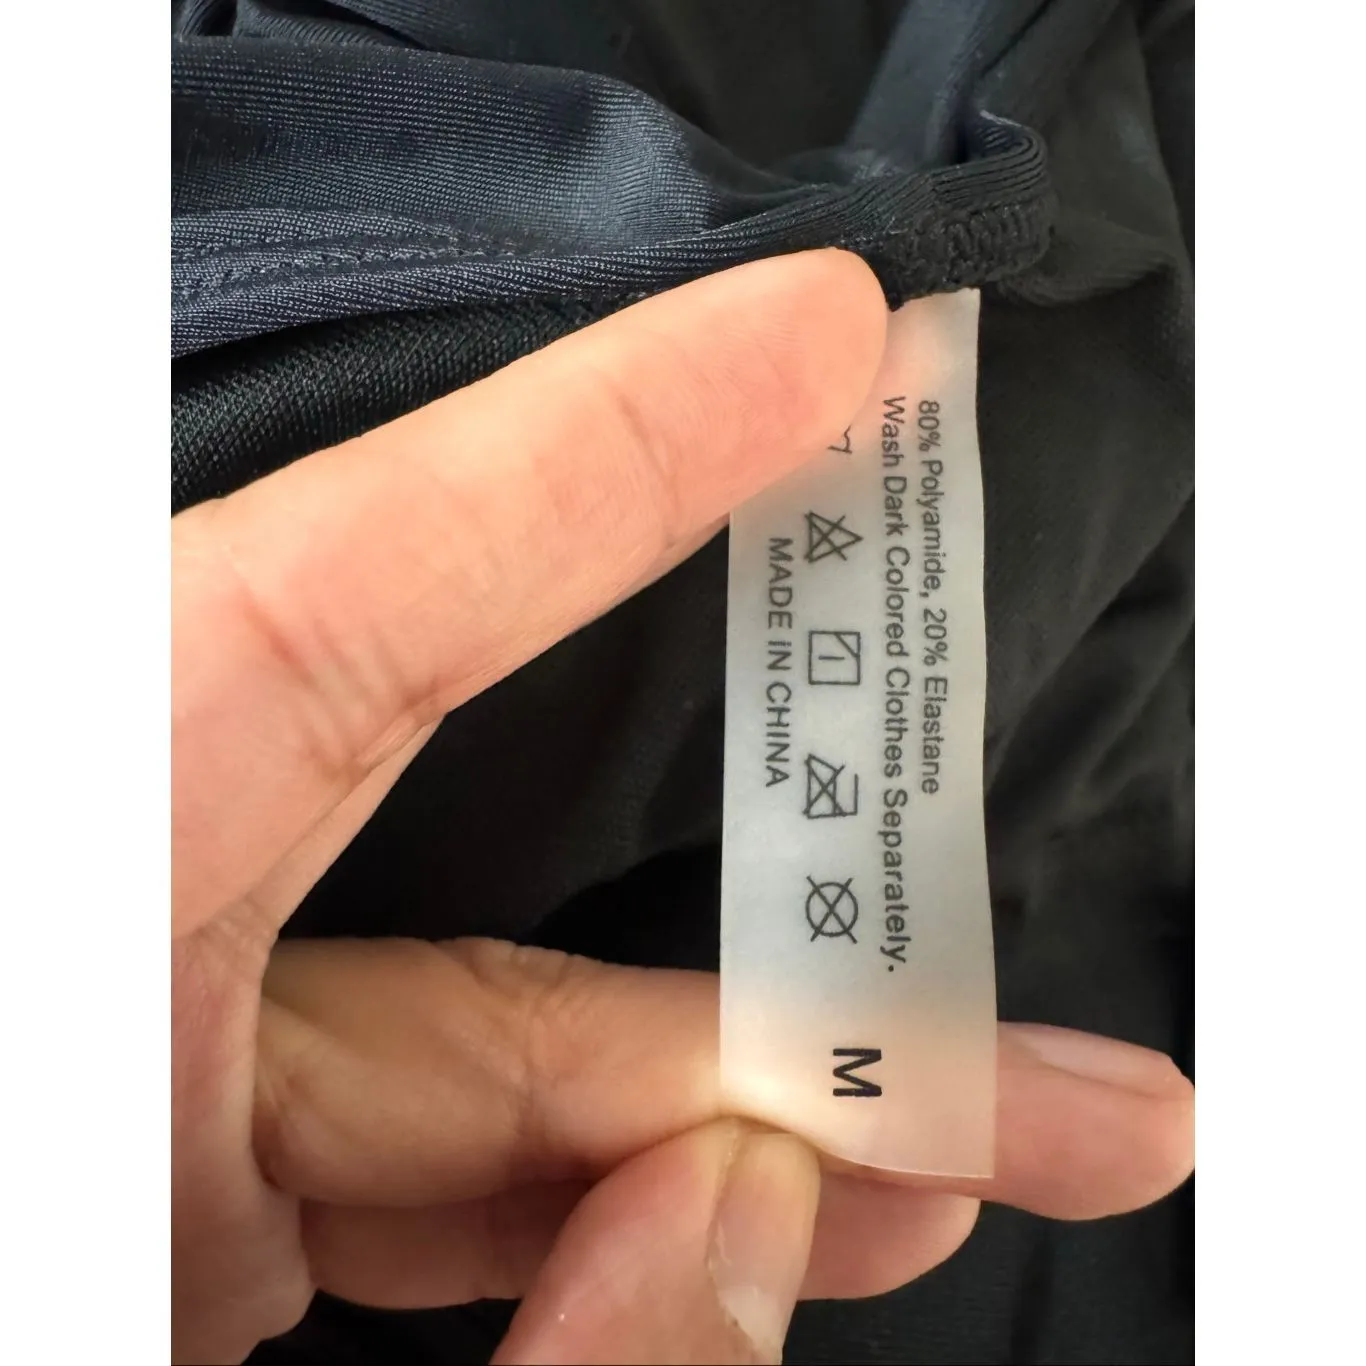 80% Polyamide, 20% Elastane
Wash Dark Colored Clothes Separately.
MADE IN CHINA
M